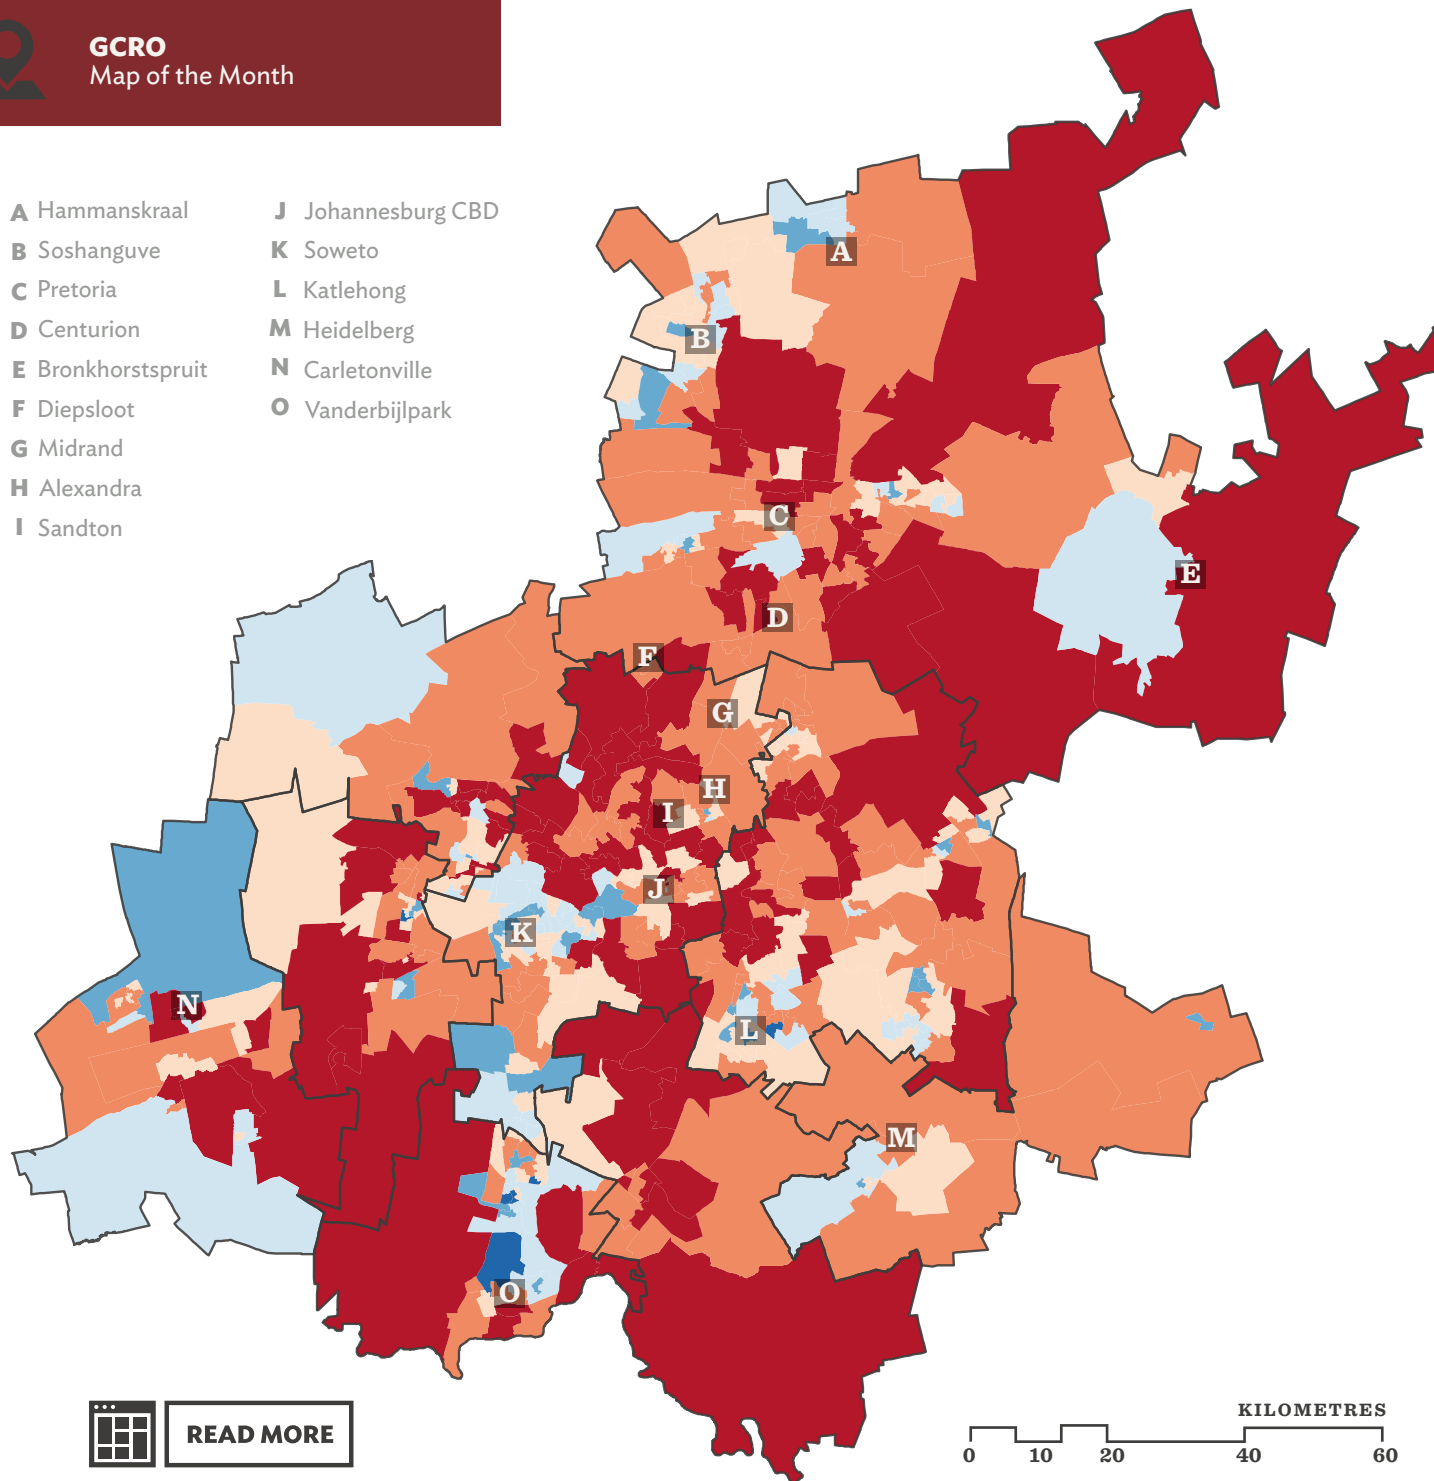 GCRO
Map of the Month
A Hammanskraal
B Soshanguve
C Pretoria
D Centurion
E Bronkhorstspruit
F Diepsloot
G Midrand
H Alexandra
I Sandton
J Johannesburg CBD
K Soweto
L Katlehong
M Heidelberg
N Carletonville
O Vanderbijlpark
A
B
C
E
D
F
G
H
I
J
K
N
L
M
O
READ MORE
KILOMETRES
0 10 20 40 60